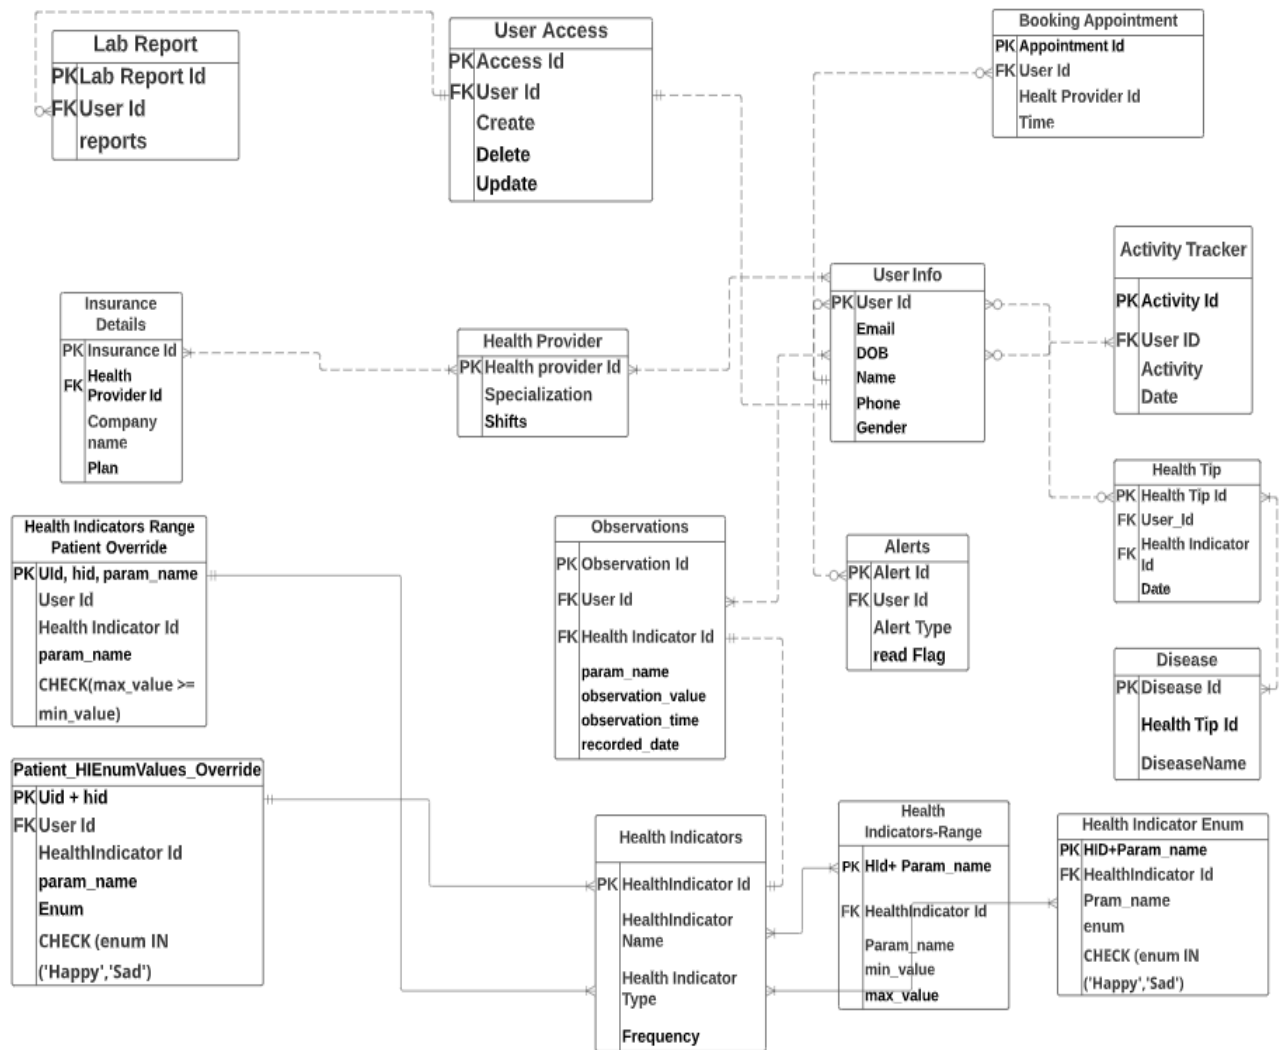 Lab Report
PK Lab Report Id
FK User Id
reports
User Access
PK Access Id
FK User Id
Create
Delete
Update
Booking Appointment
PK Appointment Id
FK User Id
Healt Provider Id
Time
Insurance
Details
PK Insurance Id
FK Health
Provider Id
Company
name
Plan
Health Provider
PK Health provider Id
Specialization
Shifts
User Info
PK User Id
Email
DOB
Name
Phone
Gender
Activity Tracker
PK Activity Id
FK User ID
Activity
Date
Health Indicators Range
Patient Override
PK UId, hid, param_name
User Id
Health Indicator Id
param_name
CHECK(max_value >=
min_value)
Observations
PK Observation Id
FK User Id
FK Health Indicator Id
param_name
observation_value
observation_time
recorded_date
Alerts
PK Alert Id
FK User Id
Alert Type
read Flag
Health Tip
PK Health Tip Id
FK User_Id
FK Health Indicator
Id
Date
Disease
PK Disease Id
Health Tip Id
DiseaseName
Patient_HIEnumValues_Override
PK Uid + hid
FK User Id
HealthIndicator Id
param_name
Enum
CHECK (enum IN
('Happy','Sad')
Health Indicators
PK HealthIndicator Id
HealthIndicator
Name
Health Indicator
Type
Frequency
Health
Indicators-Range
PK HId+ Param_name
FK HealthIndicator Id
Param_name
min_value
max_value
Health Indicator Enum
PK HID+Param_name
FK HealthIndicator Id
Pram_name
enum
CHECK (enum IN
('Happy','Sad')